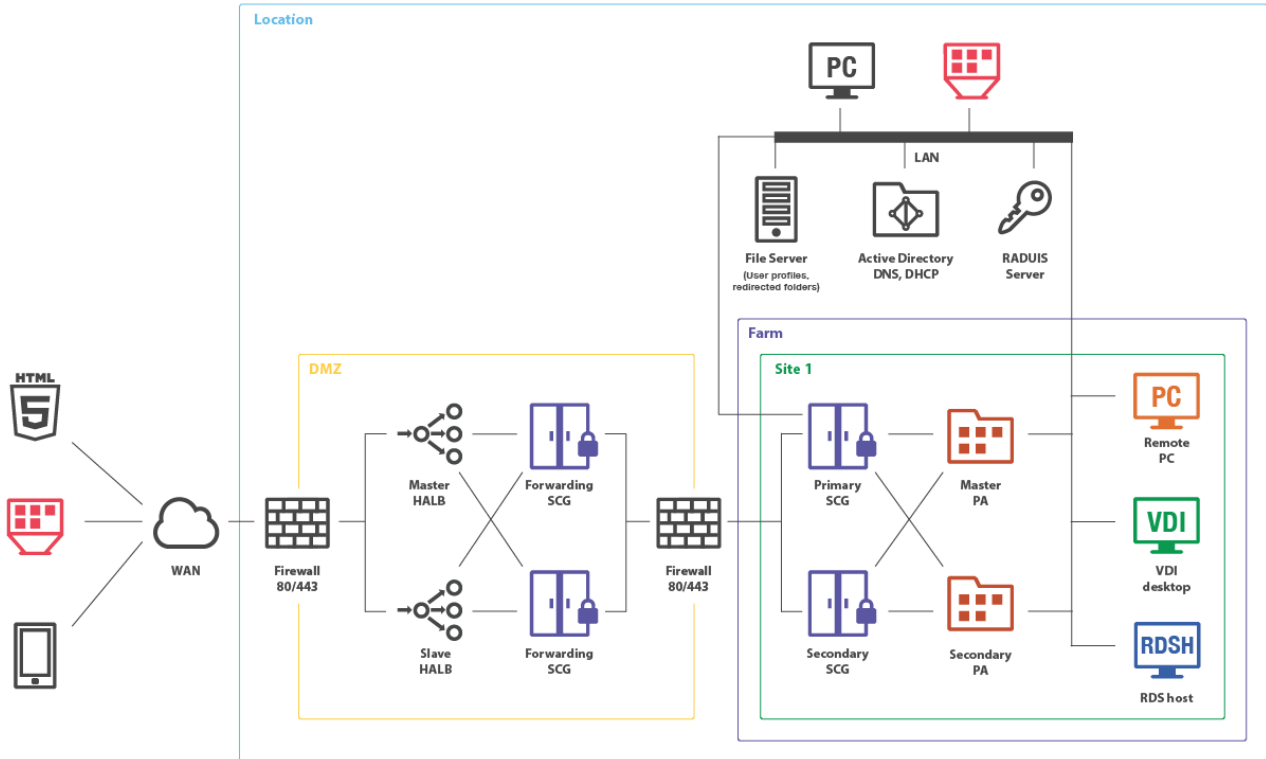 Location
PC
LAN
File Server
(User profiles,
redirected folders)
Active Directory
DNS, DHCP
RADUIS
Server
Farm
Site 1
DMZ
HTML
5
WAN
Firewall
80/443
Master
HALB
Slave
HALB
Forwarding
SCG
Forwarding
SCG
Firewall
80/443
Primary
SCG
Secondary
SCG
Master
PA
Secondary
PA
PC
Remote
PC
VDI
VDI
desktop
RDSH
RDS host